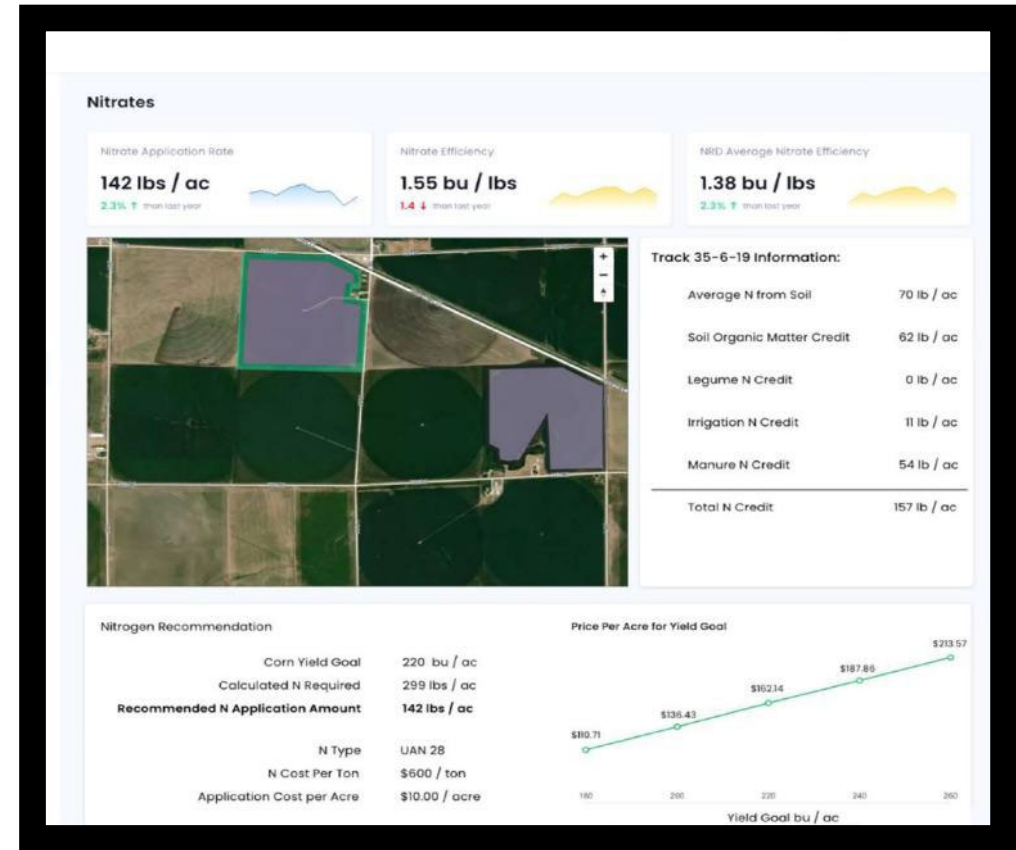 Nitrates
Nitrate Application Rate
142 lbs / ac
2.3% ↑ than last year
Nitrate Efficiency
1.55 bu / lbs
1.4 ↓ than last year
NRD Average Nitrate Efficiency
1.38 bu / lbs
2.3% ↑ than last year
+
−
Track 35-6-19 Information:
Average N from Soil 70 lb / ac
Soil Organic Matter Credit 62 lb / ac
Legume N Credit 0 lb / ac
Irrigation N Credit 11 lb / ac
Manure N Credit 54 lb / ac
Total N Credit 157 lb / ac
Nitrogen Recommendation
Corn Yield Goal 220 bu / ac
Calculated N Required 299 lbs / ac
Recommended N Application Amount 142 lbs / ac
N Type UAN 28
N Cost Per Ton $600 / ton
Application Cost per Acre $10.00 / acre
Price Per Acre for Yield Goal
$110.71 $136.43 $162.14 $187.86 $213.57
180 200 220 240 260
Yield Goal bu / ac